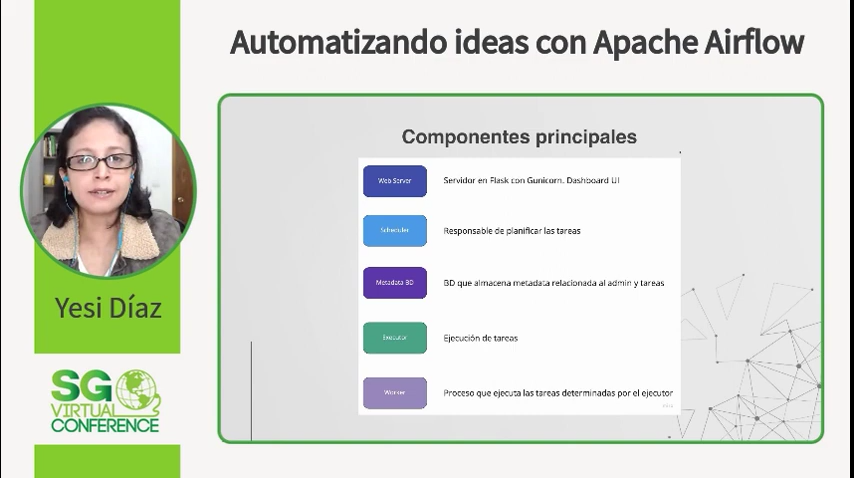 Automatizando ideas con Apache Airflow
Componentes principales
Web Server
Servidor en Flask con Gunicorn. Dashboard UI
Scheduler
Responsable de planificar las tareas
Metadata BD
BD que almacena metadata relacionada al admin y tareas
Executor
Ejecución de tareas
Worker
Proceso que ejecuta las tareas determinadas por el ejecutor
Yesi Díaz
SG
VIRTUAL
CONFERENCE